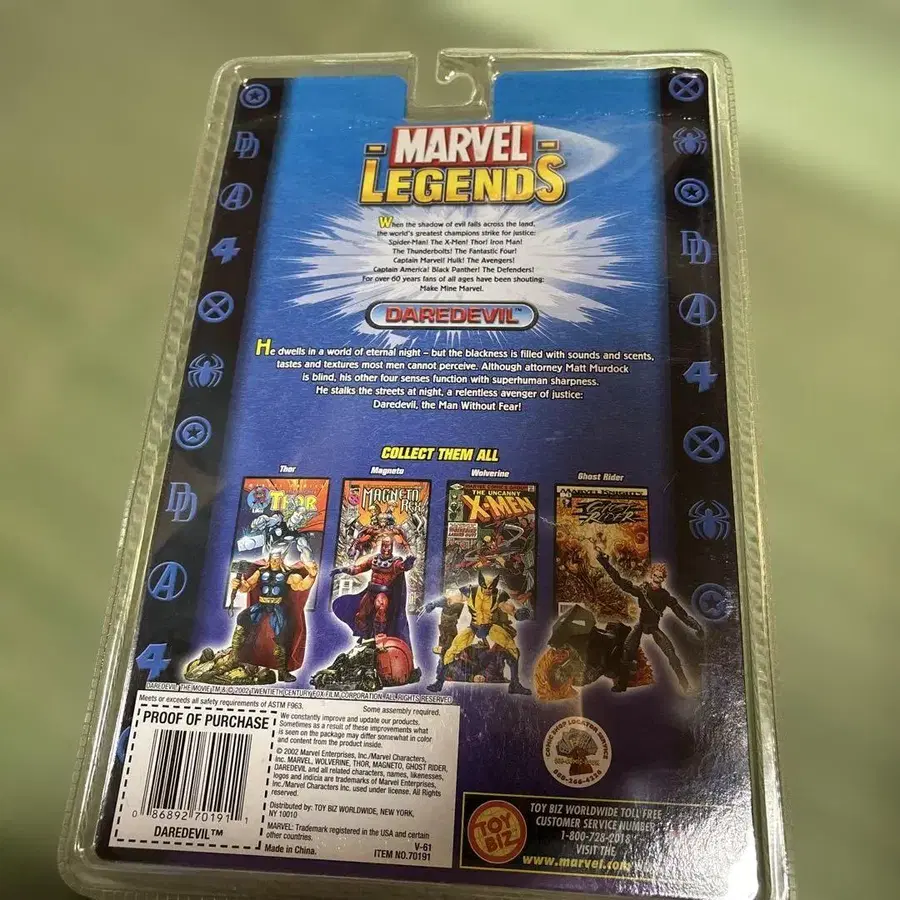 MARVEL
LEGENDS
When the shadow of evil falls across the land,
the world's greatest champions strike for justice:
Spider-Man! The X-Men! Thor! Iron Man!
The Thunderbolts! The Fantastic Four!
Captain Marvel! Hulk! The Avengers!
Captain America! Black Panther! The Defenders!
For over 60 years fans of all ages have been shouting:
Make Mine Marvel.
DAREDEVIL™
He dwells in a world of eternal night – but the blackness is filled with sounds and scents,
tastes and textures most men cannot perceive. Although attorney Matt Murdock
is blind, his other four senses function with superhuman sharpness.
He stalks the streets at night, a relentless avenger of justice:
Daredevil, the Man Without Fear!
COLLECT THEM ALL
Thor Magneto Wolverine Ghost Rider
THOR
MAGNETO
REX
THE UNCANNY
X-MEN
DAREDEVIL: THE MOVIE TM & © 2002 TWENTIETH CENTURY FOX FILM CORPORATION. ALL RIGHTS RESERVED
Meets or exceeds all safety requirements of ASTM F963. Some assembly required.
PROOF OF PURCHASE
0 86892 70191 1
DAREDEVIL™
We constantly improve and update our products.
Sometimes as a result of these improvements what
is seen on the package may differ somewhat in color
and content from the product inside.
© 2002 Marvel Enterprises, Inc./Marvel Characters,
Inc. MARVEL, WOLVERINE, THOR, MAGNETO, GHOST RIDER,
DAREDEVIL and all related characters, names, likenesses,
logos and indicia are trademarks of Marvel Enterprises,
Inc./Marvel Characters Inc. used under license. All Rights
reserved.
Distributed by: TOY BIZ WORLDWIDE, NEW YORK,
NY 10010
MARVEL: Trademark registered in the USA and certain
other countries.
Made in China.
V-61
ITEM NO.70191
COMIC SHOP LOCATOR SERVICE
888-266-4226
TOY BIZ
TOY BIZ WORLDWIDE TOLL FREE
CUSTOMER SERVICE NUMBER
1-800-728-2018
VISIT THE
www.marvel.com